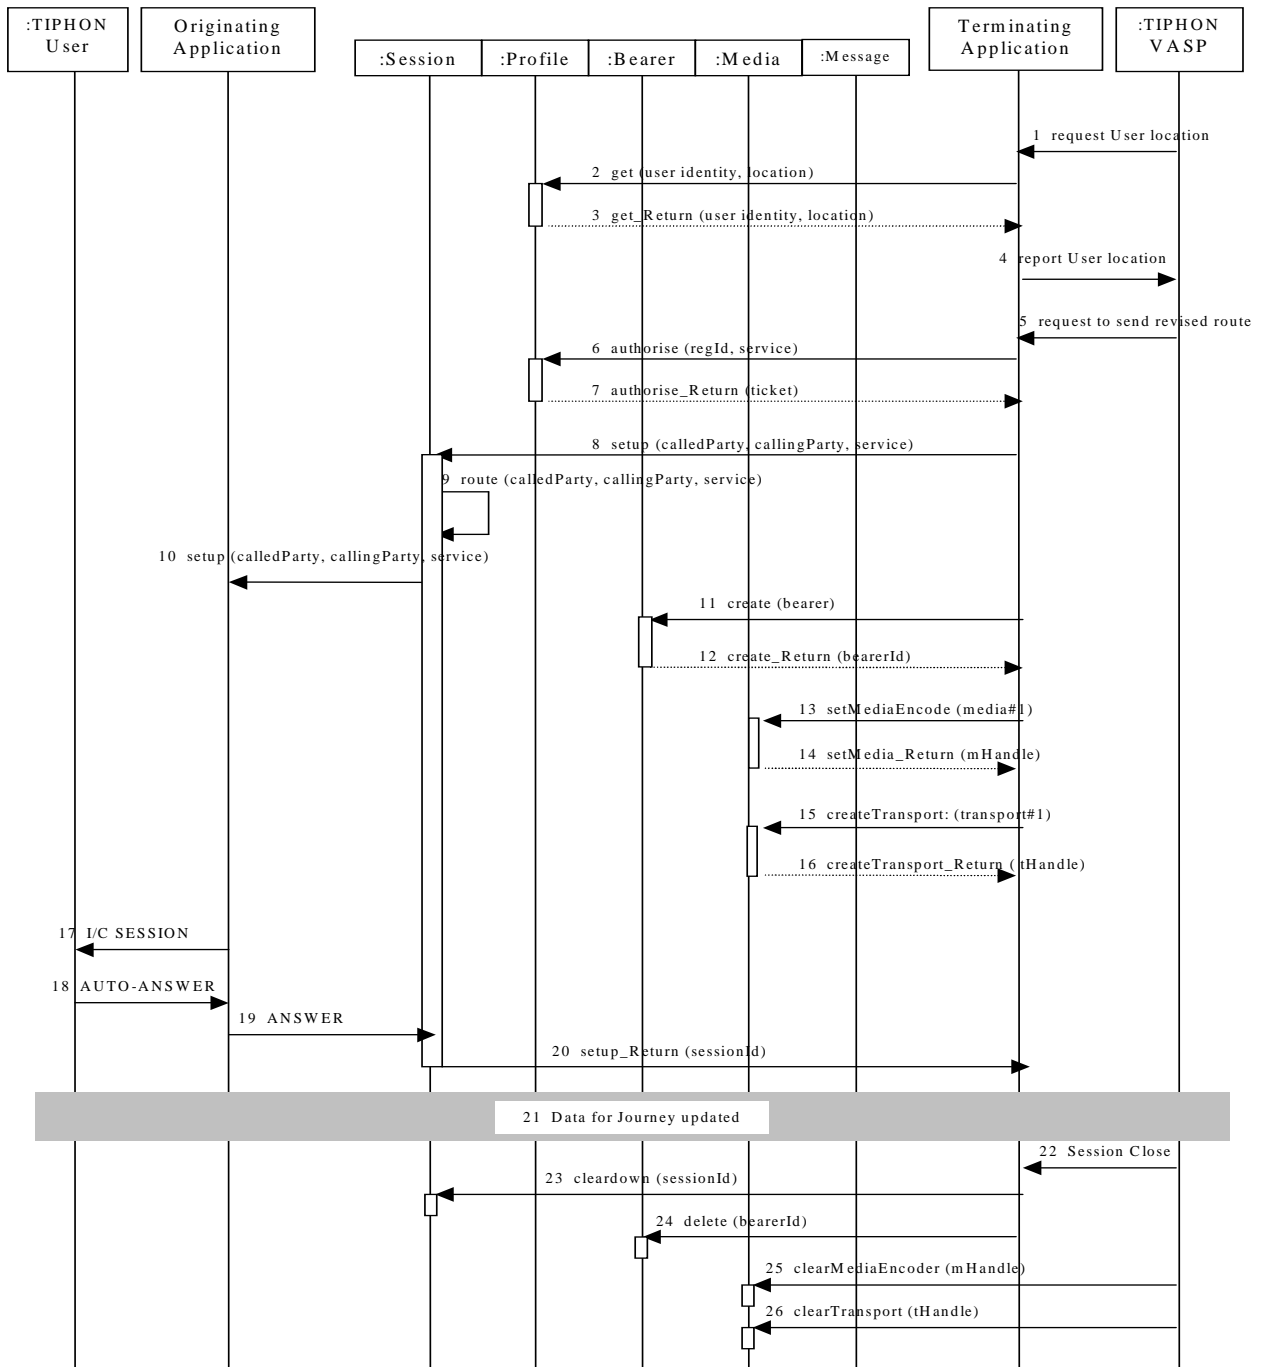 :TIPHON
User
Originating
Application
:Session
:Profile
:Bearer
:Media
:Message
Terminating
Application
:TIPHON
VASP
1 request User location
2 get (user identity, location)
3 get_Return (user identity, location)
4 report User location
5 request to send revised route
6 authorise (regId, service)
7 authorise_Return (ticket)
8 setup (calledParty, callingParty, service)
9 route (calledParty, callingParty, service)
10 setup (calledParty, callingParty, service)
11 create (bearer)
12 create_Return (bearerId)
13 setMediaEncode (media#1)
14 setMedia_Return (mHandle)
15 createTransport: (transport#1)
16 createTransport_Return ( tHandle)
17 I/C SESSION
18 AUTO-ANSWER
19 ANSWER
20 setup_Return (sessionId)
21 Data for Journey updated
22 Session Close
23 cleardown (sessionId)
24 delete (bearerId)
25 clearMediaEncoder (mHandle)
26 clearTransport (tHandle)